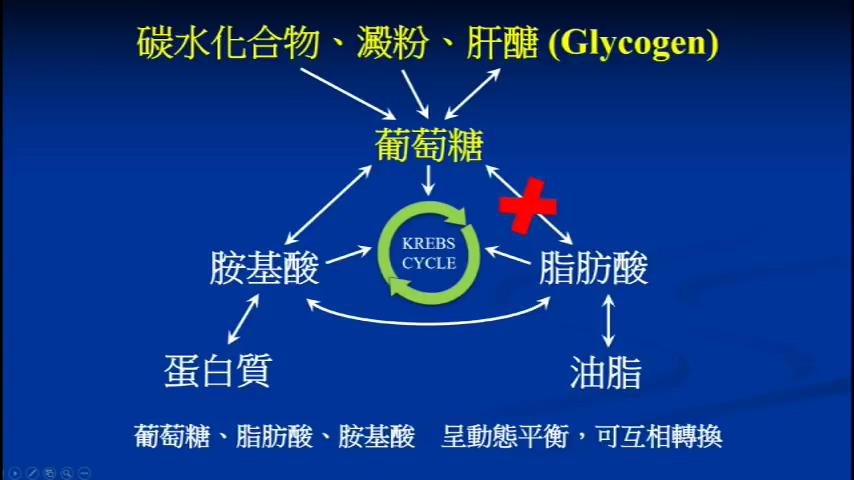 碳水化合物、澱粉、肝醣 (Glycogen)
葡萄糖
KREBS
CYCLE
胺基酸
脂肪酸
蛋白質
油脂
葡萄糖、脂肪酸、胺基酸 呈動態平衡，可互相轉換